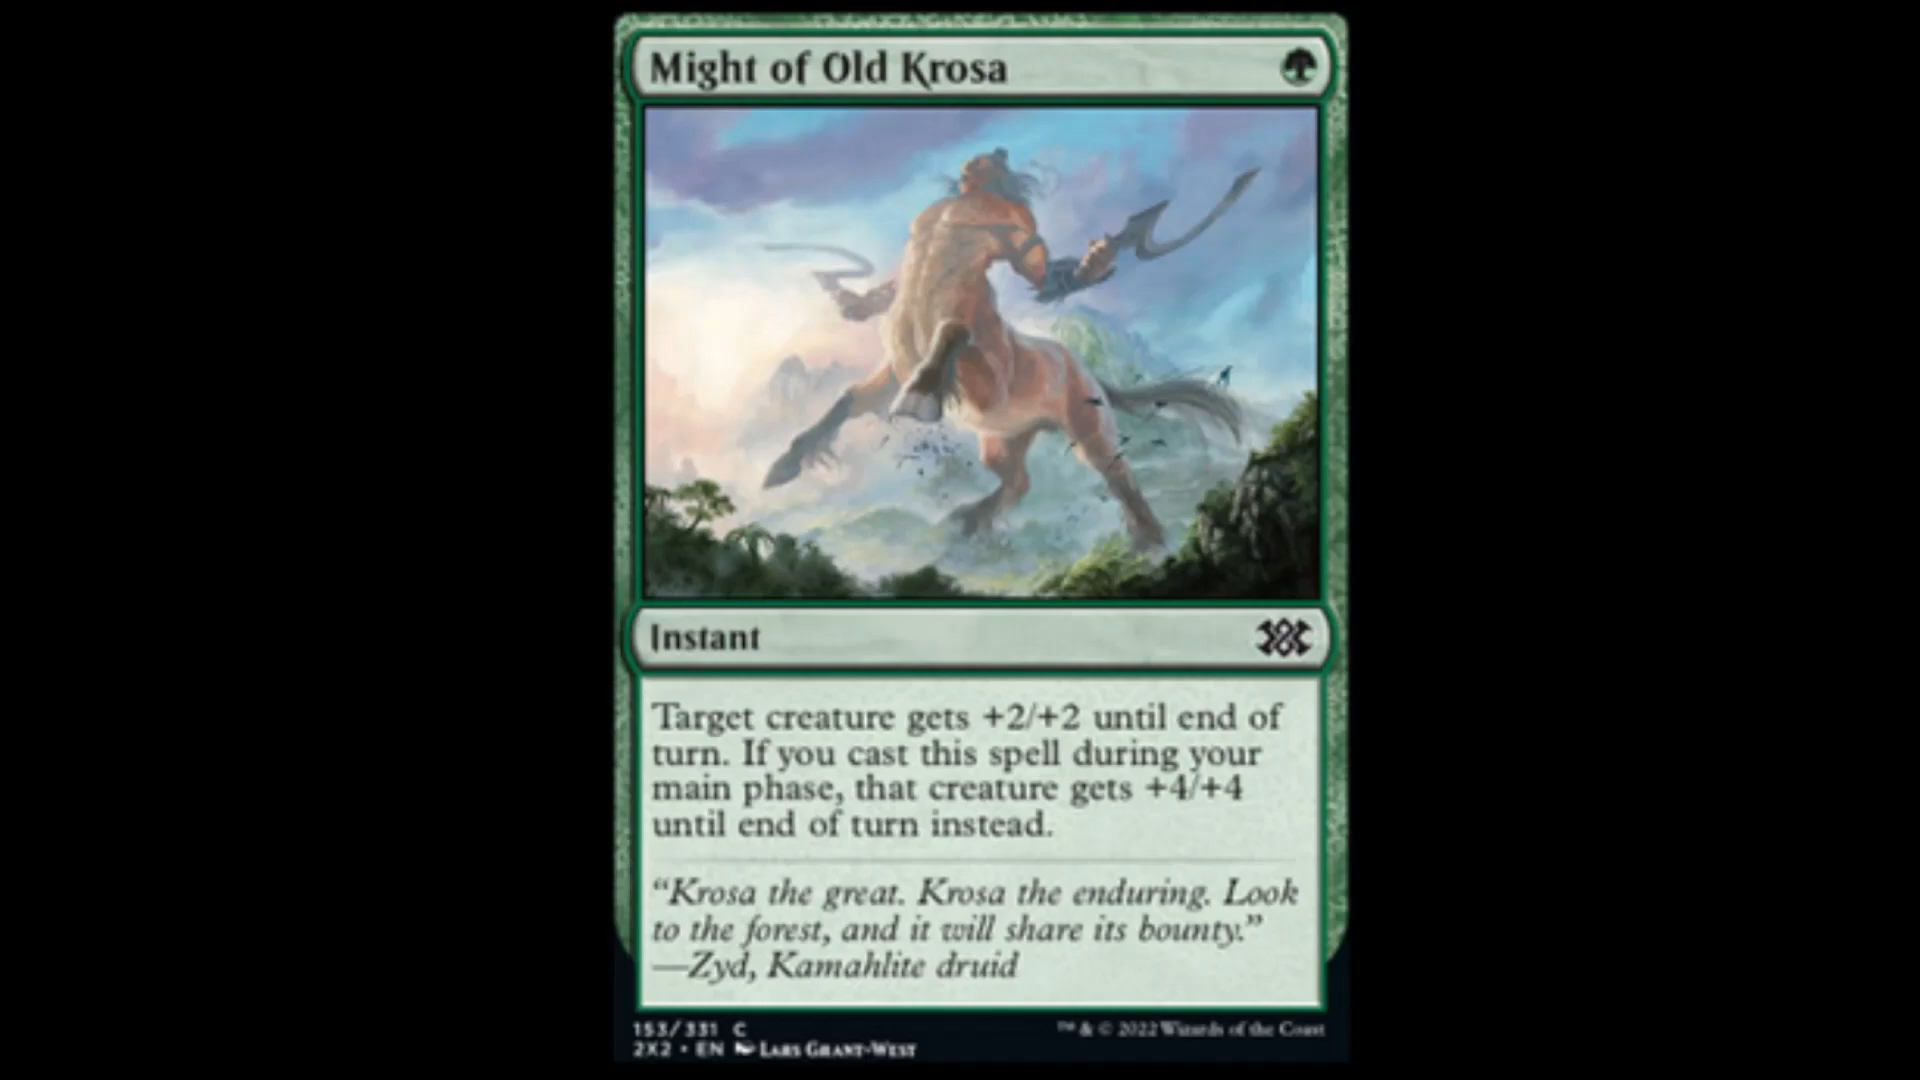 Might of Old Krosa
Instant
Target creature gets +2/+2 until end of
turn. If you cast this spell during your
main phase, that creature gets +4/+4
until end of turn instead.
“Krosa the great. Krosa the enduring. Look
to the forest, and it will share its bounty.”
—Zyd, Kamahlite druid
153/331 C
™ & © 2022 Wizards of the Coast
2X2 • EN Lars Grant-West